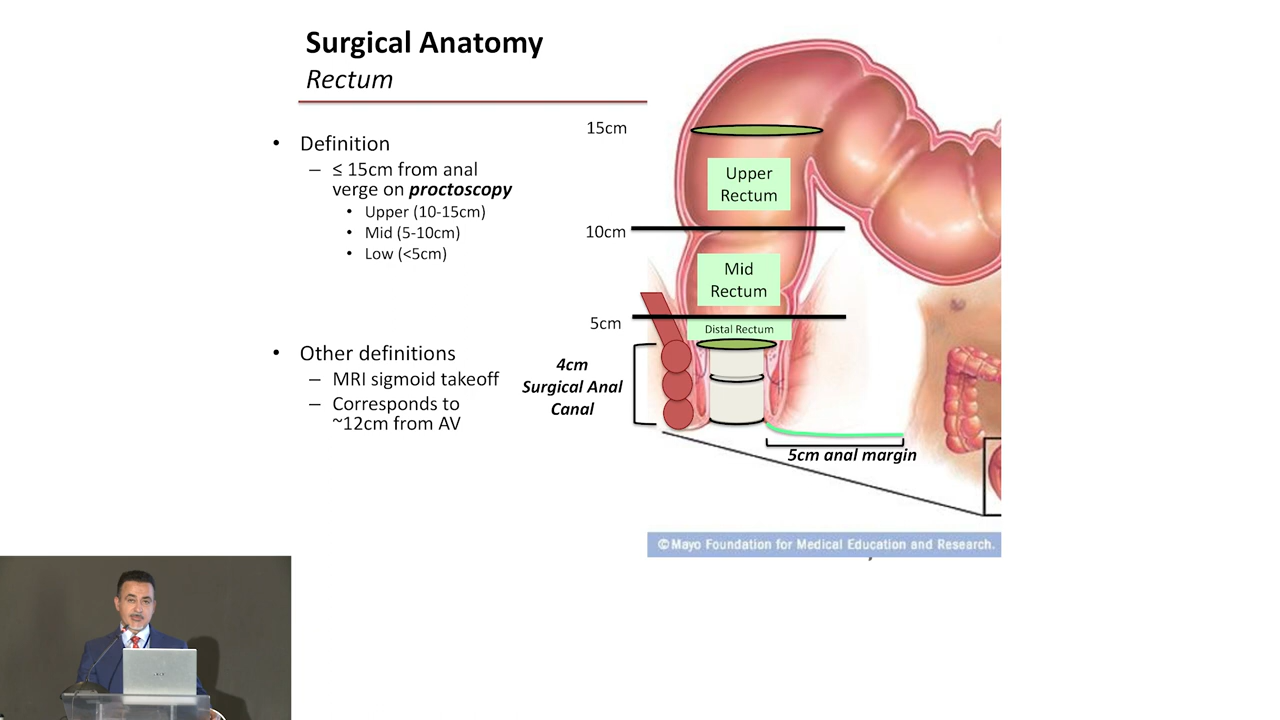 Surgical Anatomy
Rectum
• Definition
– ≤ 15cm from anal
verge on proctoscopy
• Upper (10-15cm)
• Mid (5-10cm)
• Low (<5cm)
• Other definitions
– MRI sigmoid takeoff
– Corresponds to
~12cm from AV
15cm
Upper
Rectum
10cm
Mid
Rectum
5cm
Distal Rectum
4cm
Surgical Anal
Canal
5cm anal margin
©Mayo Foundation for Medical Education and Research.